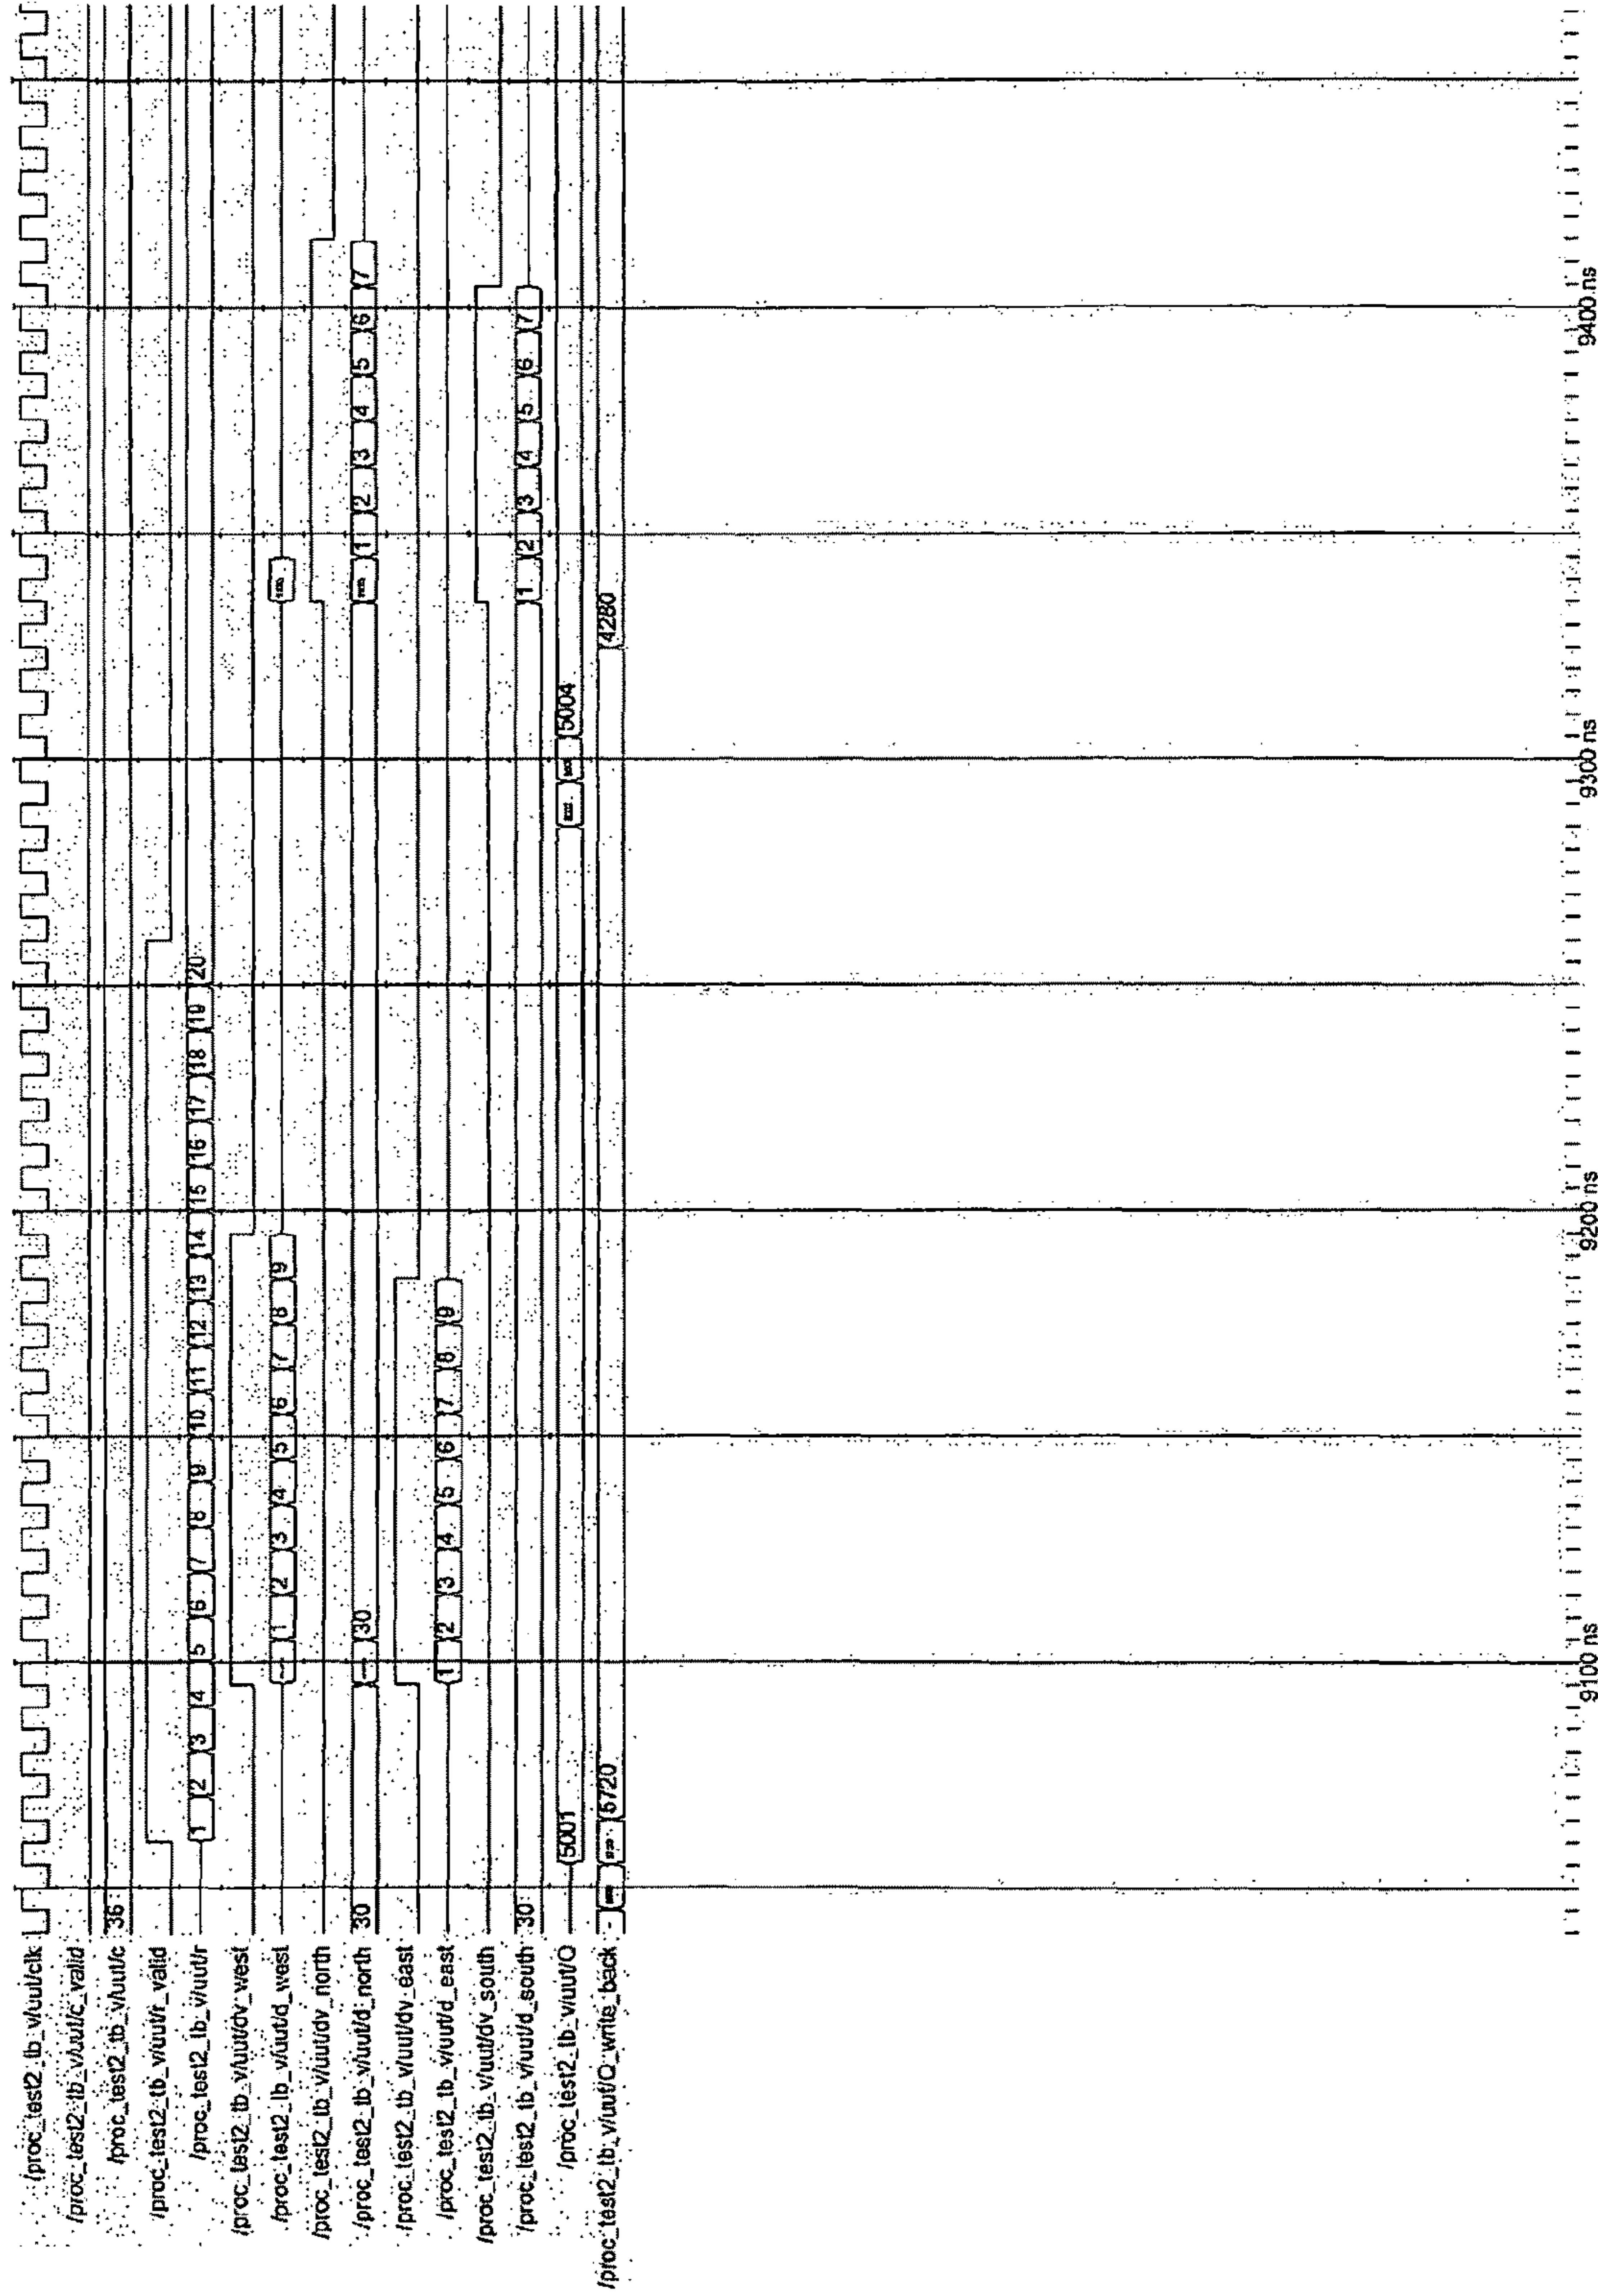 /proc_test2_tb_v/uut/clk
/proc_test2_tb_v/uut/c_valid
/proc_test2_tb_v/uut/c 36
/proc_test2_tb_v/uut/r_valid
/proc_test2_tb_v/uut/r 1 2 3 4 5 6 7 8 9 10 11 12 13 14 15 16 17 18 19 20
/proc_test2_tb_v/uut/dv_west
/proc_test2_tb_v/uut/d_west 1 2 3 4 5 6 7 8 9
/proc_test2_tb_v/uut/dv_north
/proc_test2_tb_v/uut/d_north 30 30 1 2 3 4 5 6 7
/proc_test2_tb_v/uut/dv_east
/proc_test2_tb_v/uut/d_east 1 2 3 4 5 6 7 8 9
/proc_test2_tb_v/uut/dv_south
/proc_test2_tb_v/uut/d_south 30 1 2 3 4 5 6 7
/proc_test2_tb_v/uut/Q 5001 5004
/proc_test2_tb_v/uut/Q_write_back - 5720 4280
9100 ns 9200 ns 9300 ns 9400 ns